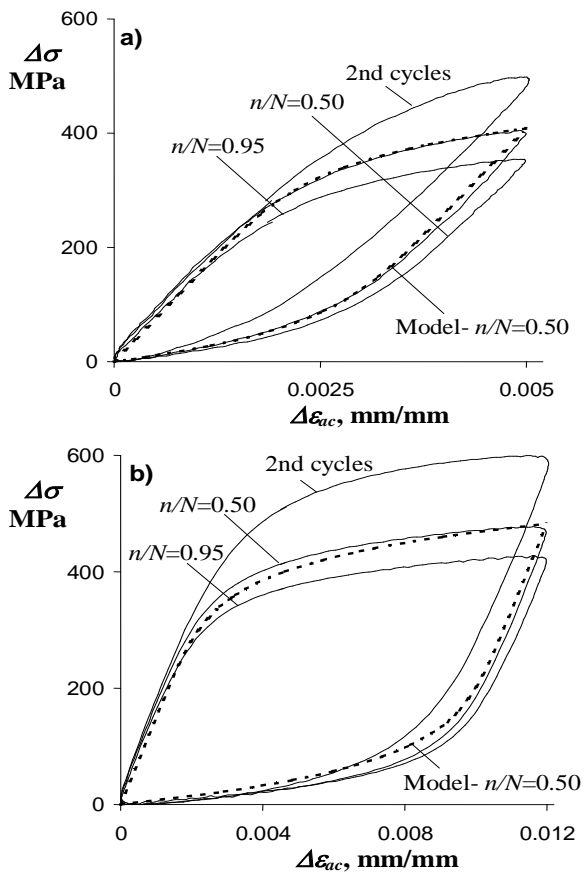 a)
600
Δσ
MPa
2nd cycles
n/N=0.50
n/N=0.95
400
200
Model- n/N=0.50
0
0
0.0025
0.005
Δε_ac, mm/mm
b)
600
Δσ
MPa
2nd cycles
n/N=0.50
n/N=0.95
400
200
Model- n/N=0.50
0
0
0.004
0.008
0.012
Δε_ac, mm/mm